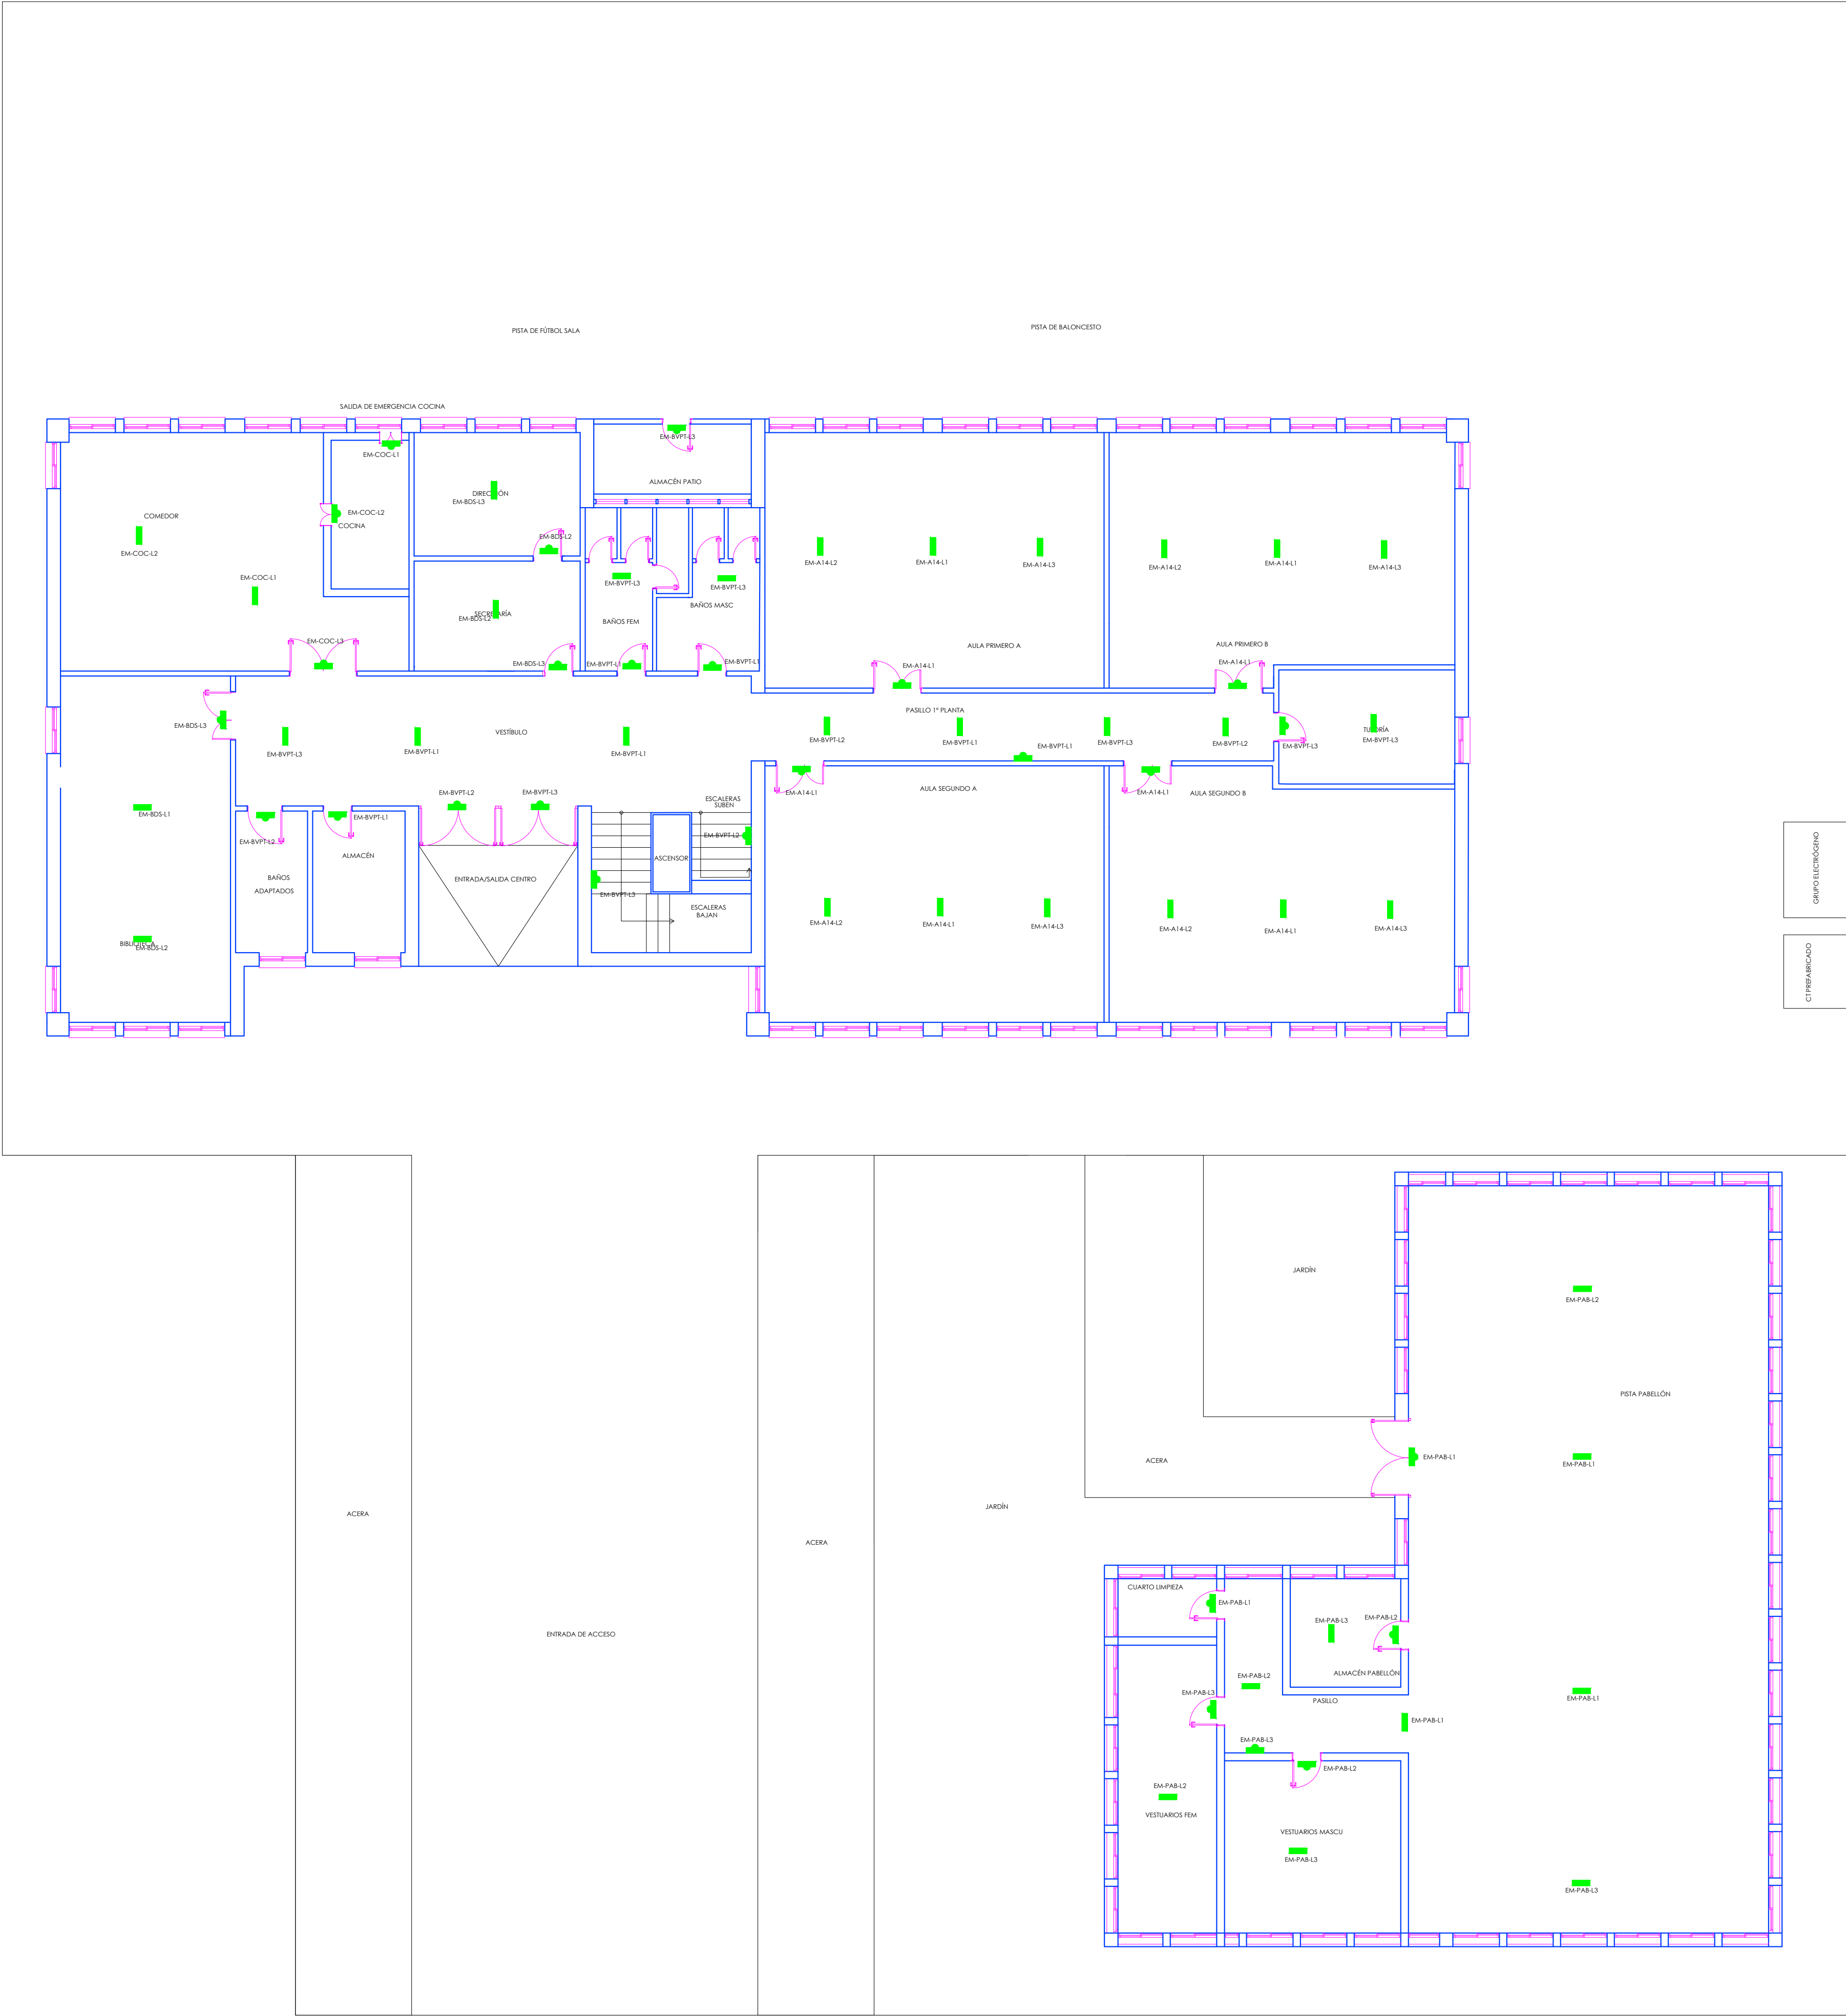 PISTA DE FÚTBOL SALA
PISTA DE BALONCESTO
SALIDA DE EMERGENCIA COCINA
EM-BVPT-L3
EM-COC-L1
ALMACÉN PATIO
DIRECCIÓN
EM-BDS-L3
EM-COC-L2
COMEDOR
COCINA
EM-BDS-L2
EM-COC-L2
EM-A14-L2
EM-A14-L1
EM-A14-L3
EM-A14-L2
EM-A14-L1
EM-A14-L3
EM-COC-L1
EM-BVPT-L3
EM-BVPT-L3
BAÑOS MASC
SECRETARÍA
EM-BDS-L2
BAÑOS FEM
EM-COC-L3
AULA PRIMERO A
AULA PRIMERO B
EM-BDS-L3
EM-BVPT-L1
EM-BVPT-L1
EM-A14-L1
EM-A14-L1
PASILLO 1ª PLANTA
EM-BDS-L3
VESTÍBULO
TUTORÍA
EM-BVPT-L3
EM-BVPT-L1
EM-BVPT-L1
EM-BVPT-L2
EM-BVPT-L1
EM-BVPT-L1
EM-BVPT-L3
EM-BVPT-L2
EM-BVPT-L3
EM-BVPT-L3
EM-BVPT-L2
EM-BVPT-L3
EM-A14-L1
AULA SEGUNDO A
EM-A14-L1
AULA SEGUNDO B
ESCALERAS
SUBEN
EM-BDS-L1
EM-BVPT-L1
EM-BVPT-L2
EM-BVPT-L2
ALMACÉN
ASCENSOR
BAÑOS
ADAPTADOS
ENTRADA/SALIDA CENTRO
EM-BVPT-L3
ESCALERAS
BAJAN
GRUPO ELECTRÓGENO
EM-A14-L2
EM-A14-L1
EM-A14-L3
EM-A14-L2
EM-A14-L1
EM-A14-L3
BIBLIOTECA
EM-BDS-L2
CT PREFABRICADO
JARDÍN
EM-PAB-L2
PISTA PABELLÓN
ACERA
EM-PAB-L1
EM-PAB-L1
ACERA
JARDÍN
ACERA
CUARTO LIMPIEZA
EM-PAB-L1
EM-PAB-L3
EM-PAB-L2
ENTRADA DE ACCESO
ALMACÉN PABELLÓN
EM-PAB-L2
EM-PAB-L3
PASILLO
EM-PAB-L1
EM-PAB-L1
EM-PAB-L3
EM-PAB-L2
EM-PAB-L2
VESTUARIOS FEM
VESTUARIOS MASCU
EM-PAB-L3
EM-PAB-L3